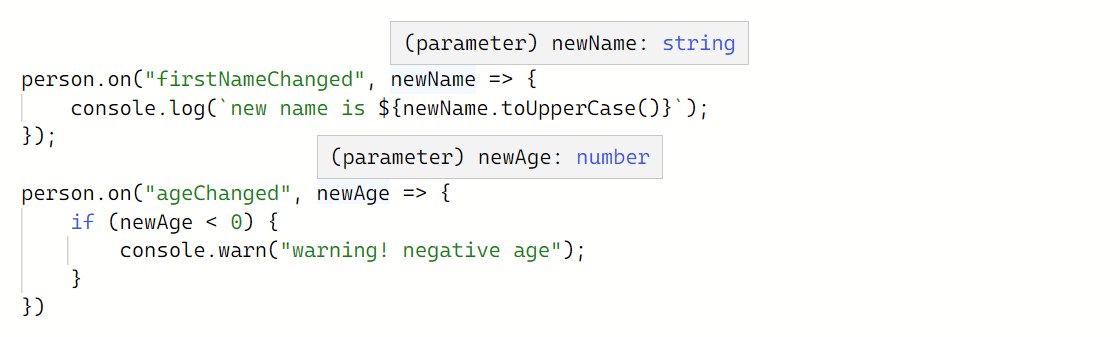 (parameter) newName: string
person.on("firstNameChanged", newName => {
    console.log(`new name is ${newName.toUpperCase()}`);
});
(parameter) newAge: number
person.on("ageChanged", newAge => {
    if (newAge < 0) {
        console.warn("warning! negative age");
    }
})